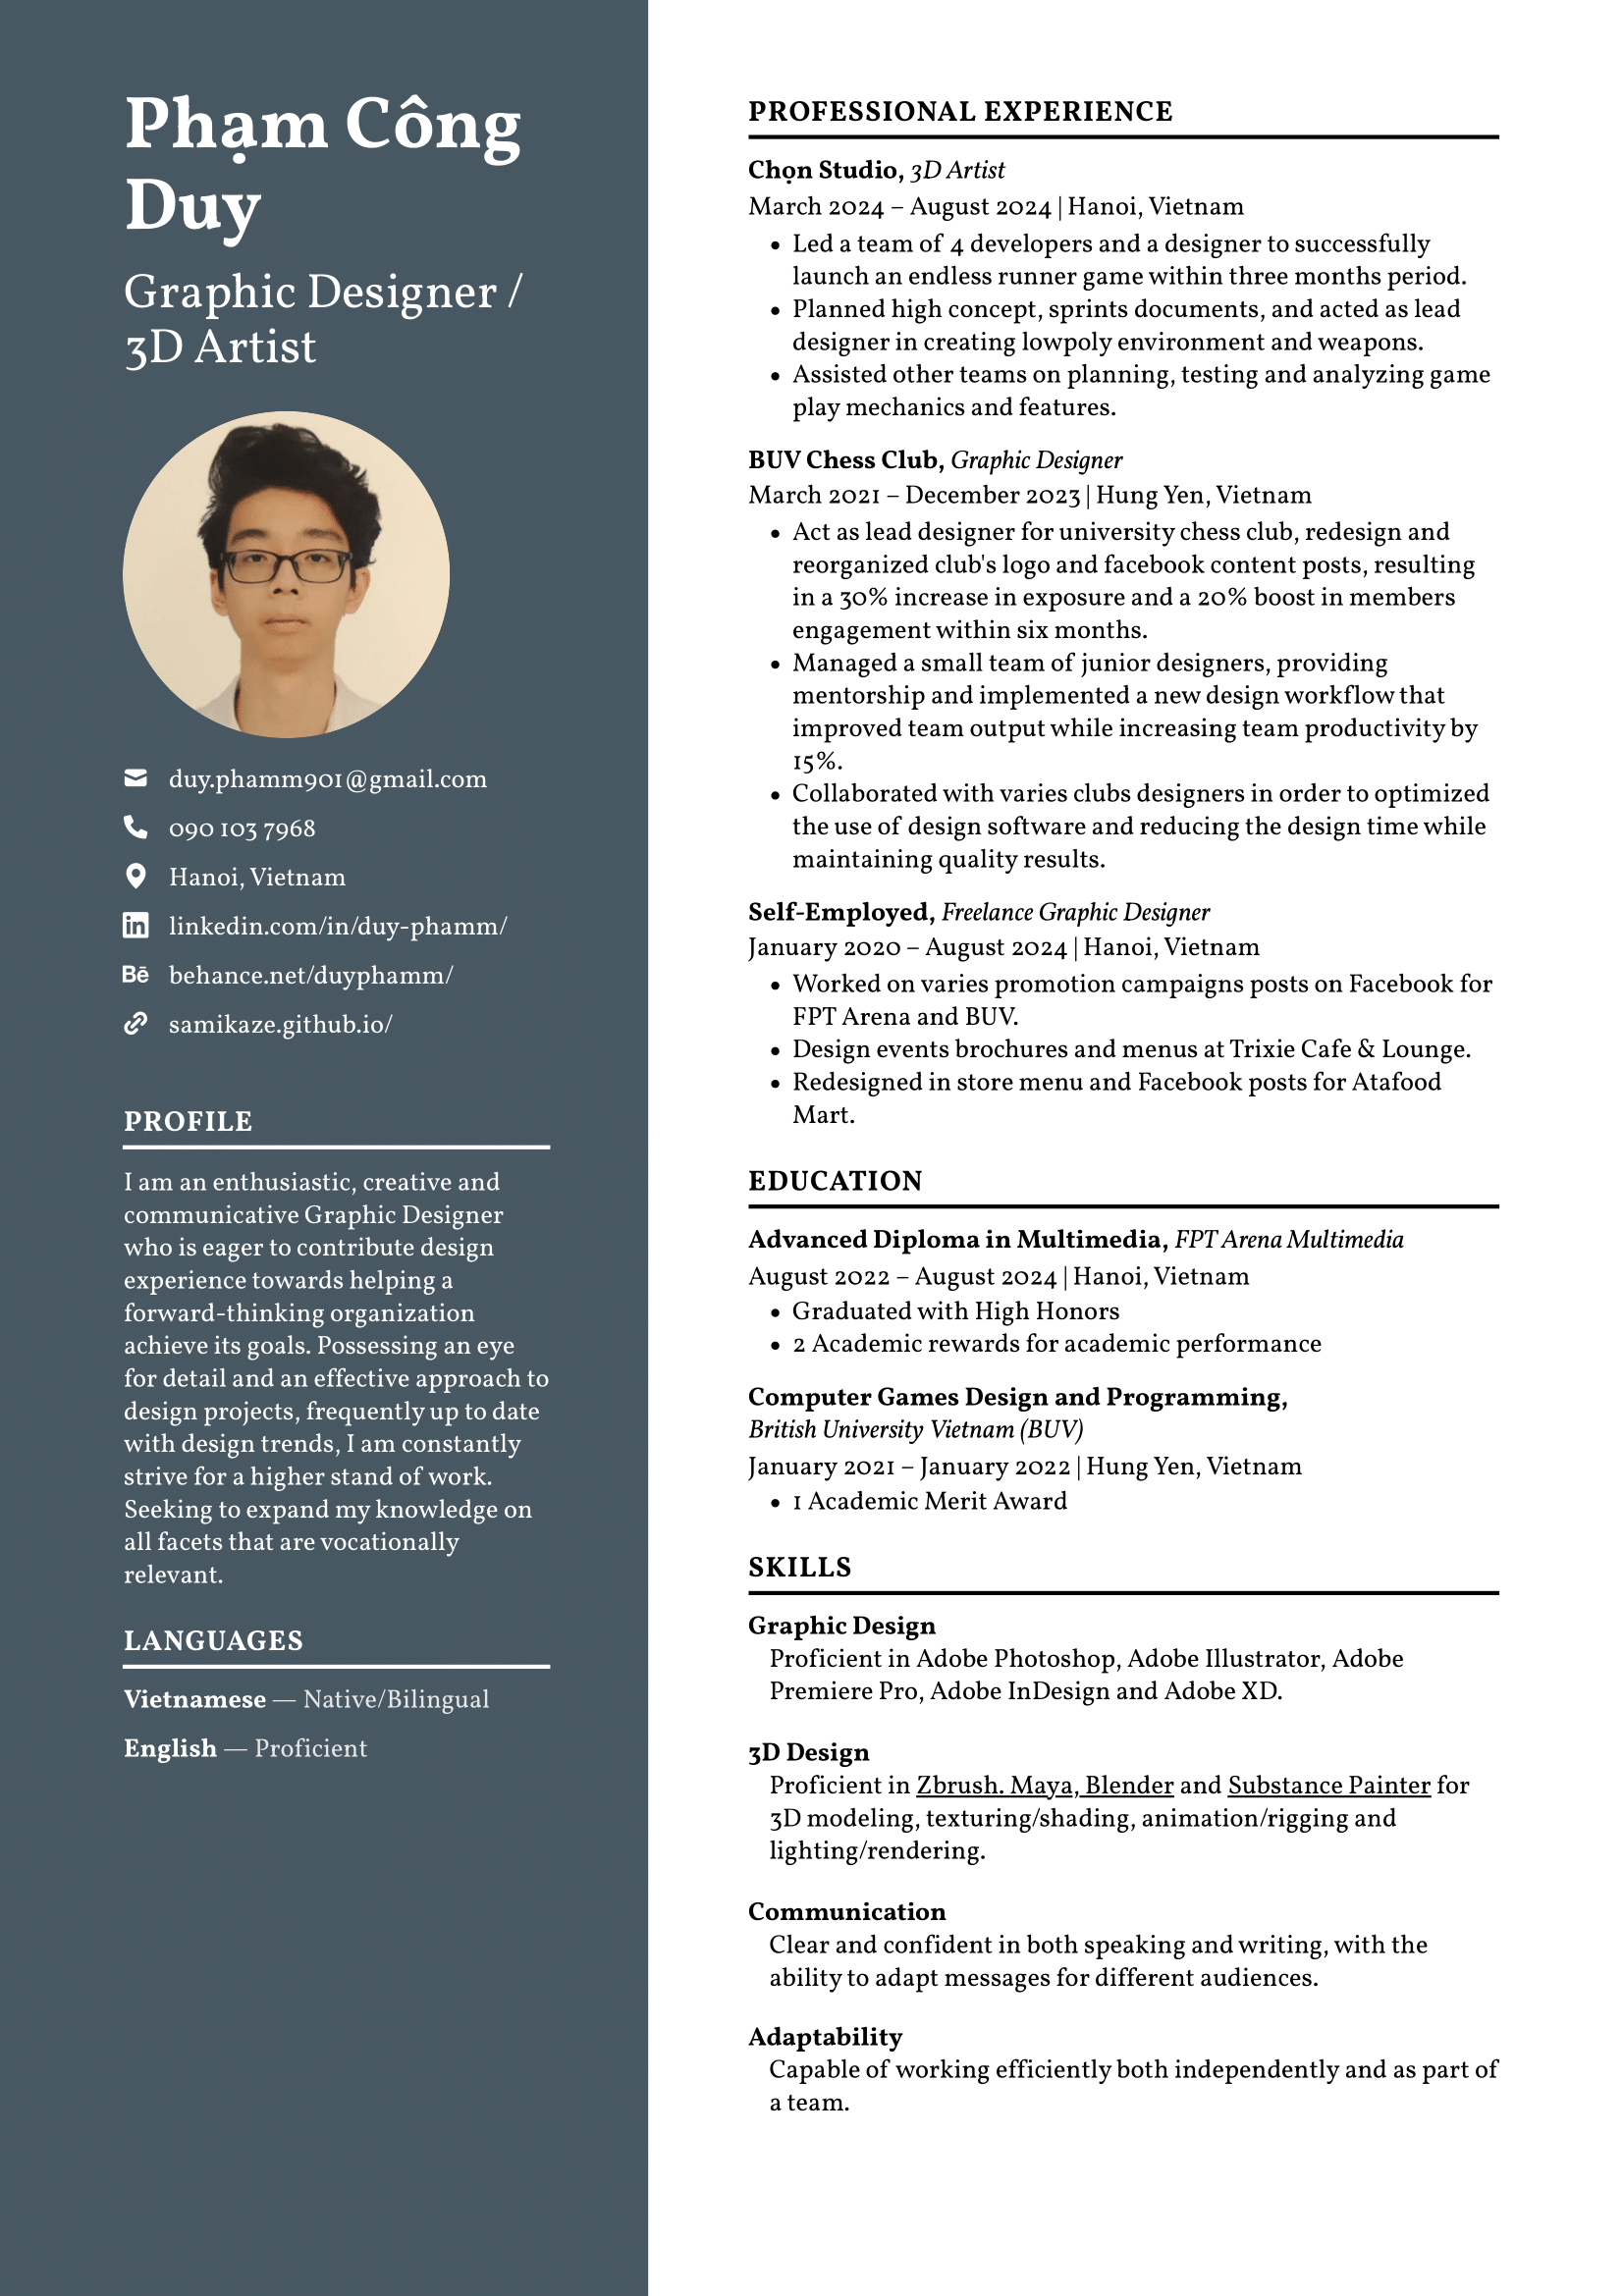 Phạm Công
Duy
Graphic Designer /
3D Artist
duy.phamm901@gmail.com
090 103 7968
Hanoi, Vietnam
in linkedin.com/in/duy-phamm/
Bē behance.net/duyphamm/
samikaze.github.io/
PROFILE
I am an enthusiastic, creative and
communicative Graphic Designer
who is eager to contribute design
experience towards helping a
forward-thinking organization
achieve its goals. Possessing an eye
for detail and an effective approach to
design projects, frequently up to date
with design trends, I am constantly
strive for a higher stand of work.
Seeking to expand my knowledge on
all facets that are vocationally
relevant.
LANGUAGES
Vietnamese — Native/Bilingual
English — Proficient
PROFESSIONAL EXPERIENCE
Chọn Studio, 3D Artist
March 2024 – August 2024 | Hanoi, Vietnam
• Led a team of 4 developers and a designer to successfully
launch an endless runner game within three months period.
• Planned high concept, sprints documents, and acted as lead
designer in creating lowpoly environment and weapons.
• Assisted other teams on planning, testing and analyzing game
play mechanics and features.
BUV Chess Club, Graphic Designer
March 2021 – December 2023 | Hung Yen, Vietnam
• Act as lead designer for university chess club, redesign and
reorganized club's logo and facebook content posts, resulting
in a 30% increase in exposure and a 20% boost in members
engagement within six months.
• Managed a small team of junior designers, providing
mentorship and implemented a new design workflow that
improved team output while increasing team productivity by
15%.
• Collaborated with varies clubs designers in order to optimized
the use of design software and reducing the design time while
maintaining quality results.
Self-Employed, Freelance Graphic Designer
January 2020 – August 2024 | Hanoi, Vietnam
• Worked on varies promotion campaigns posts on Facebook for
FPT Arena and BUV.
• Design events brochures and menus at Trixie Cafe & Lounge.
• Redesigned in store menu and Facebook posts for Atafood
Mart.
EDUCATION
Advanced Diploma in Multimedia, FPT Arena Multimedia
August 2022 – August 2024 | Hanoi, Vietnam
• Graduated with High Honors
• 2 Academic rewards for academic performance
Computer Games Design and Programming,
British University Vietnam (BUV)
January 2021 – January 2022 | Hung Yen, Vietnam
• 1 Academic Merit Award
SKILLS
Graphic Design
Proficient in Adobe Photoshop, Adobe Illustrator, Adobe
Premiere Pro, Adobe InDesign and Adobe XD.
3D Design
Proficient in Zbrush. Maya, Blender and Substance Painter for
3D modeling, texturing/shading, animation/rigging and
lighting/rendering.
Communication
Clear and confident in both speaking and writing, with the
ability to adapt messages for different audiences.
Adaptability
Capable of working efficiently both independently and as part of
a team.